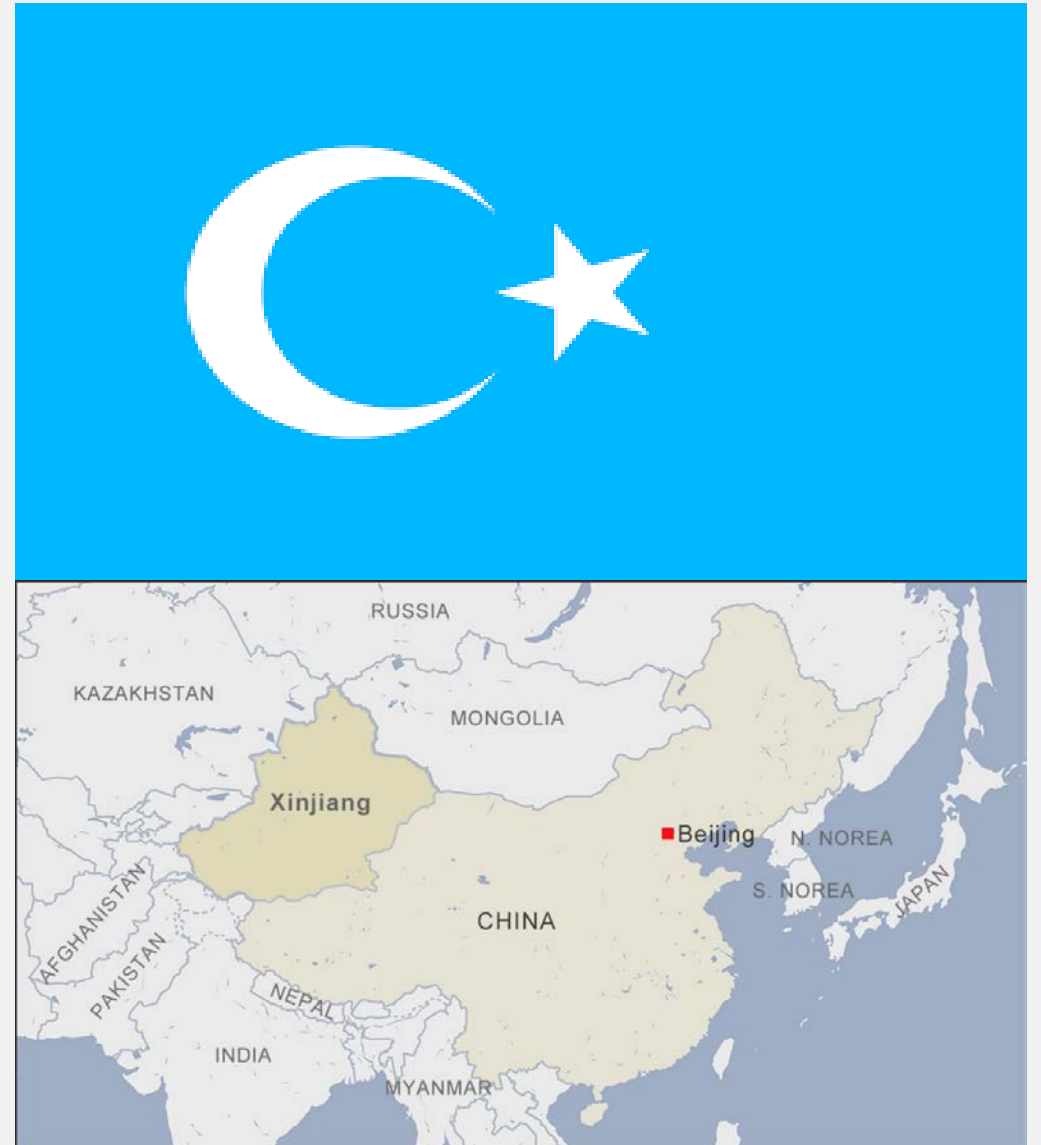 RUSSIA
KAZAKHSTAN
MONGOLIA
Xinjiang
Beijing
N. NOREA
S. NOREA
JAPAN
AFGHANISTAN
PAKISTAN
CHINA
NEPAL
INDIA
MYANMAR